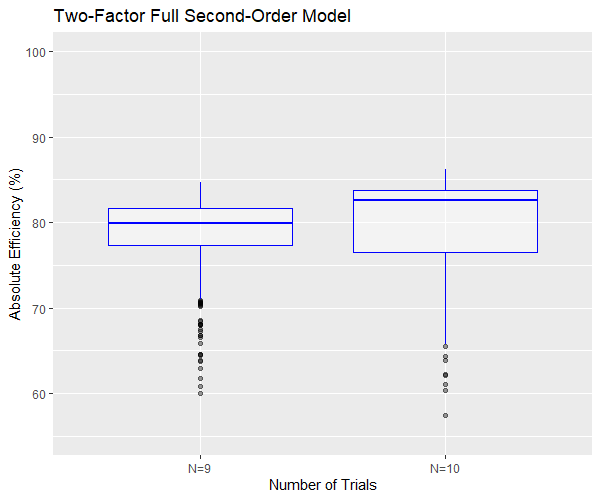 Two-Factor Full Second-Order Model
100
90
80
70
60
Absolute Efficiency (%)
N=9
N=10
Number of Trials